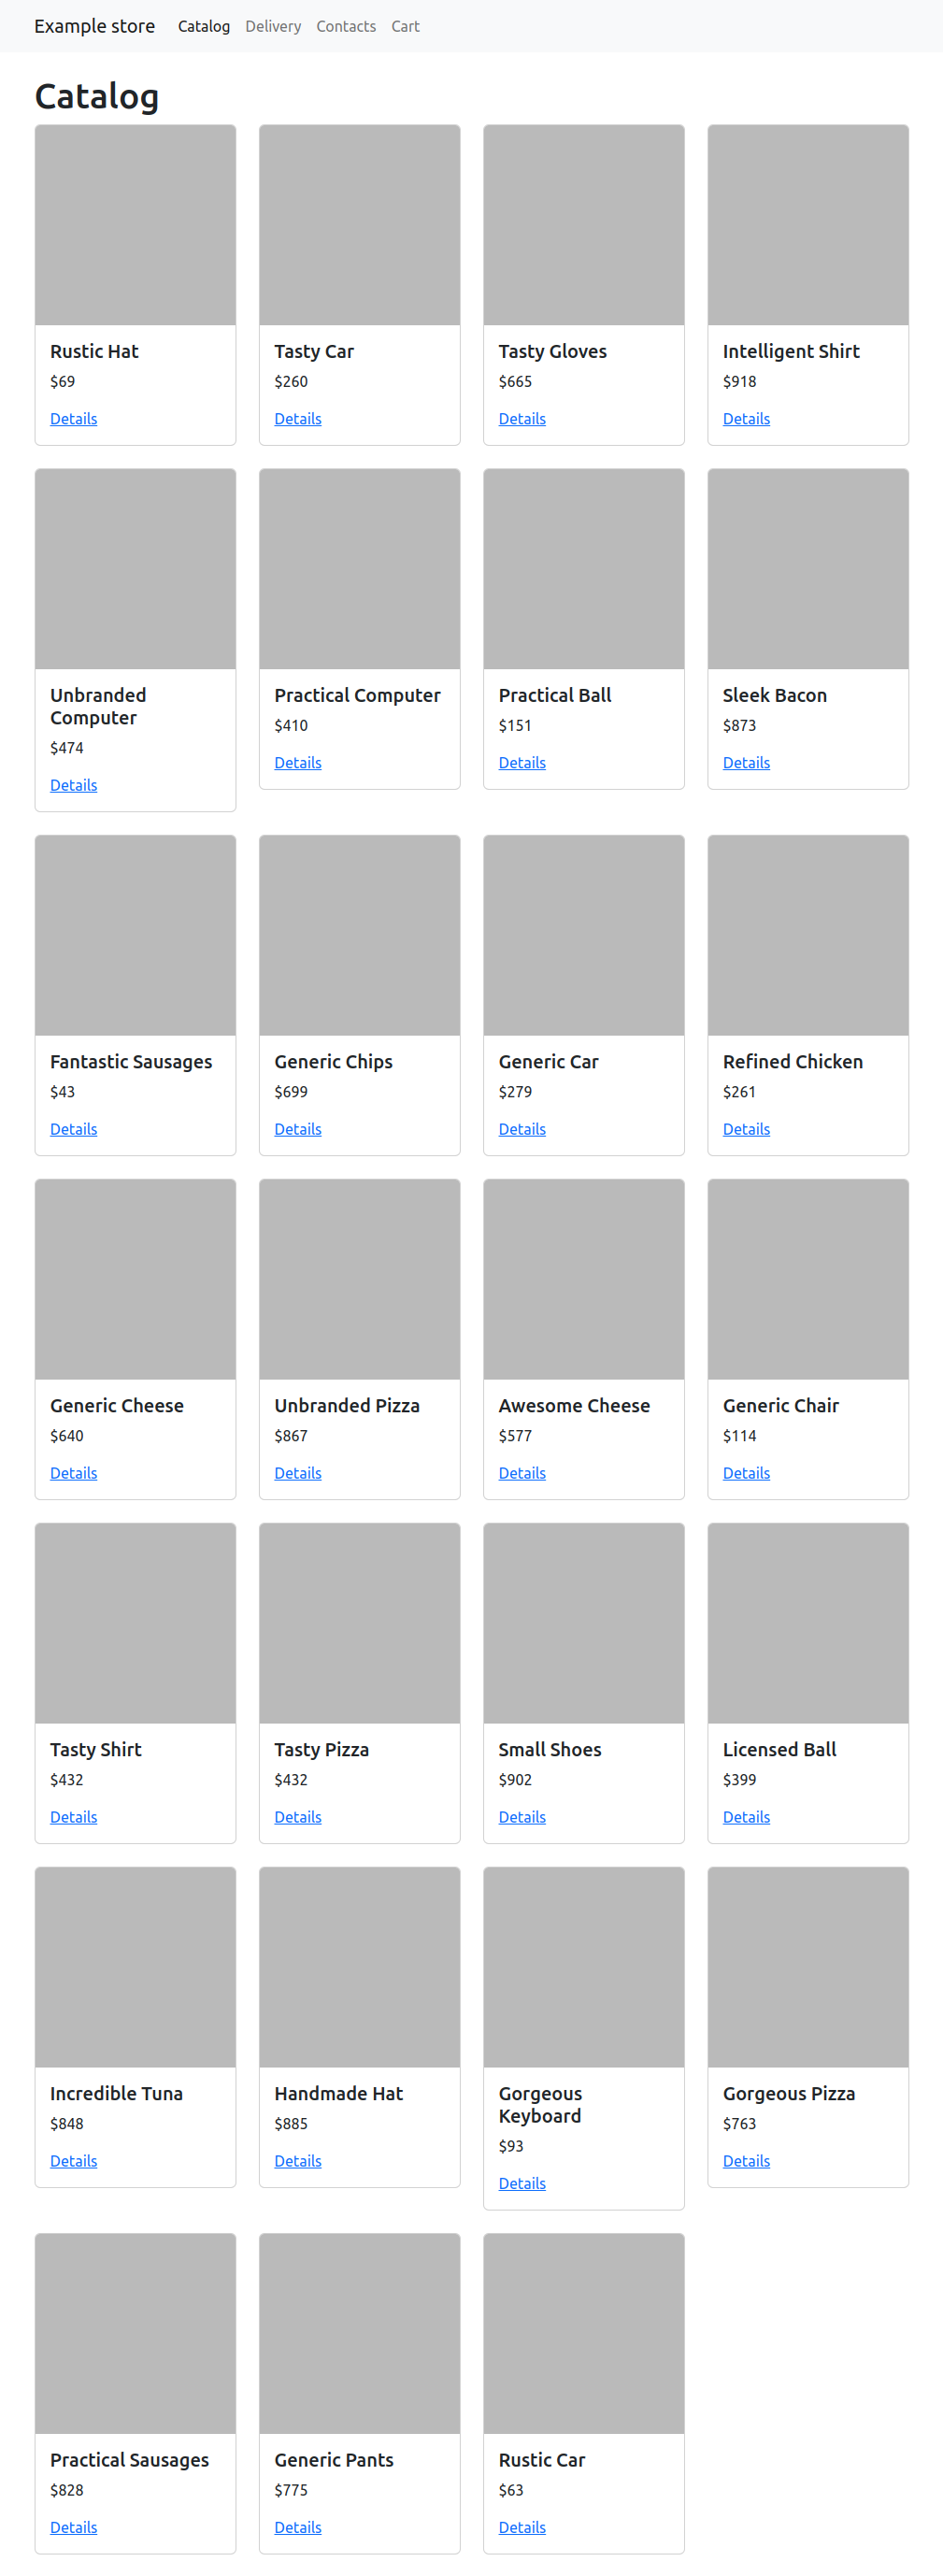 Example store Catalog Delivery Contacts Cart
Catalog
Rustic Hat
$69
Details
Tasty Car
$260
Details
Tasty Gloves
$665
Details
Intelligent Shirt
$918
Details
Unbranded
Computer
$474
Details
Practical Computer
$410
Details
Practical Ball
$151
Details
Sleek Bacon
$873
Details
Fantastic Sausages
$43
Details
Generic Chips
$699
Details
Generic Car
$279
Details
Refined Chicken
$261
Details
Generic Cheese
$640
Details
Unbranded Pizza
$867
Details
Awesome Cheese
$577
Details
Generic Chair
$114
Details
Tasty Shirt
$432
Details
Tasty Pizza
$432
Details
Small Shoes
$902
Details
Licensed Ball
$399
Details
Incredible Tuna
$848
Details
Handmade Hat
$885
Details
Gorgeous
Keyboard
$93
Details
Gorgeous Pizza
$763
Details
Practical Sausages
$828
Details
Generic Pants
$775
Details
Rustic Car
$63
Details